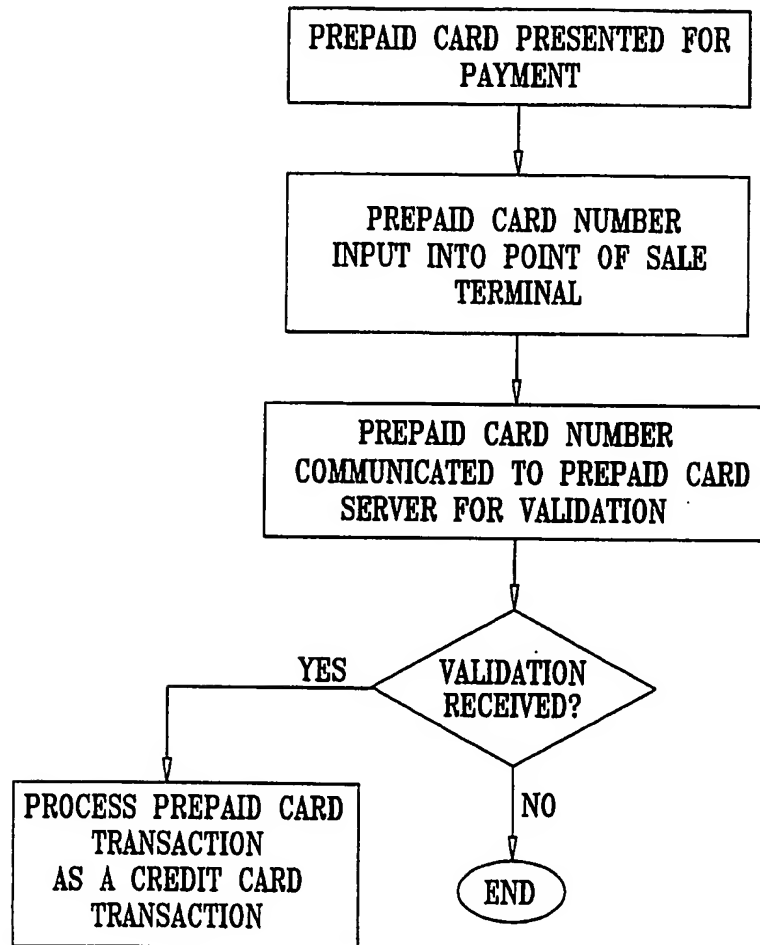 PREPAID CARD PRESENTED FOR
PAYMENT
PREPAID CARD NUMBER
INPUT INTO POINT OF SALE
TERMINAL
PREPAID CARD NUMBER
COMMUNICATED TO PREPAID CARD
SERVER FOR VALIDATION
VALIDATION
RECEIVED?
YES
NO
PROCESS PREPAID CARD
TRANSACTION
AS A CREDIT CARD
TRANSACTION
END